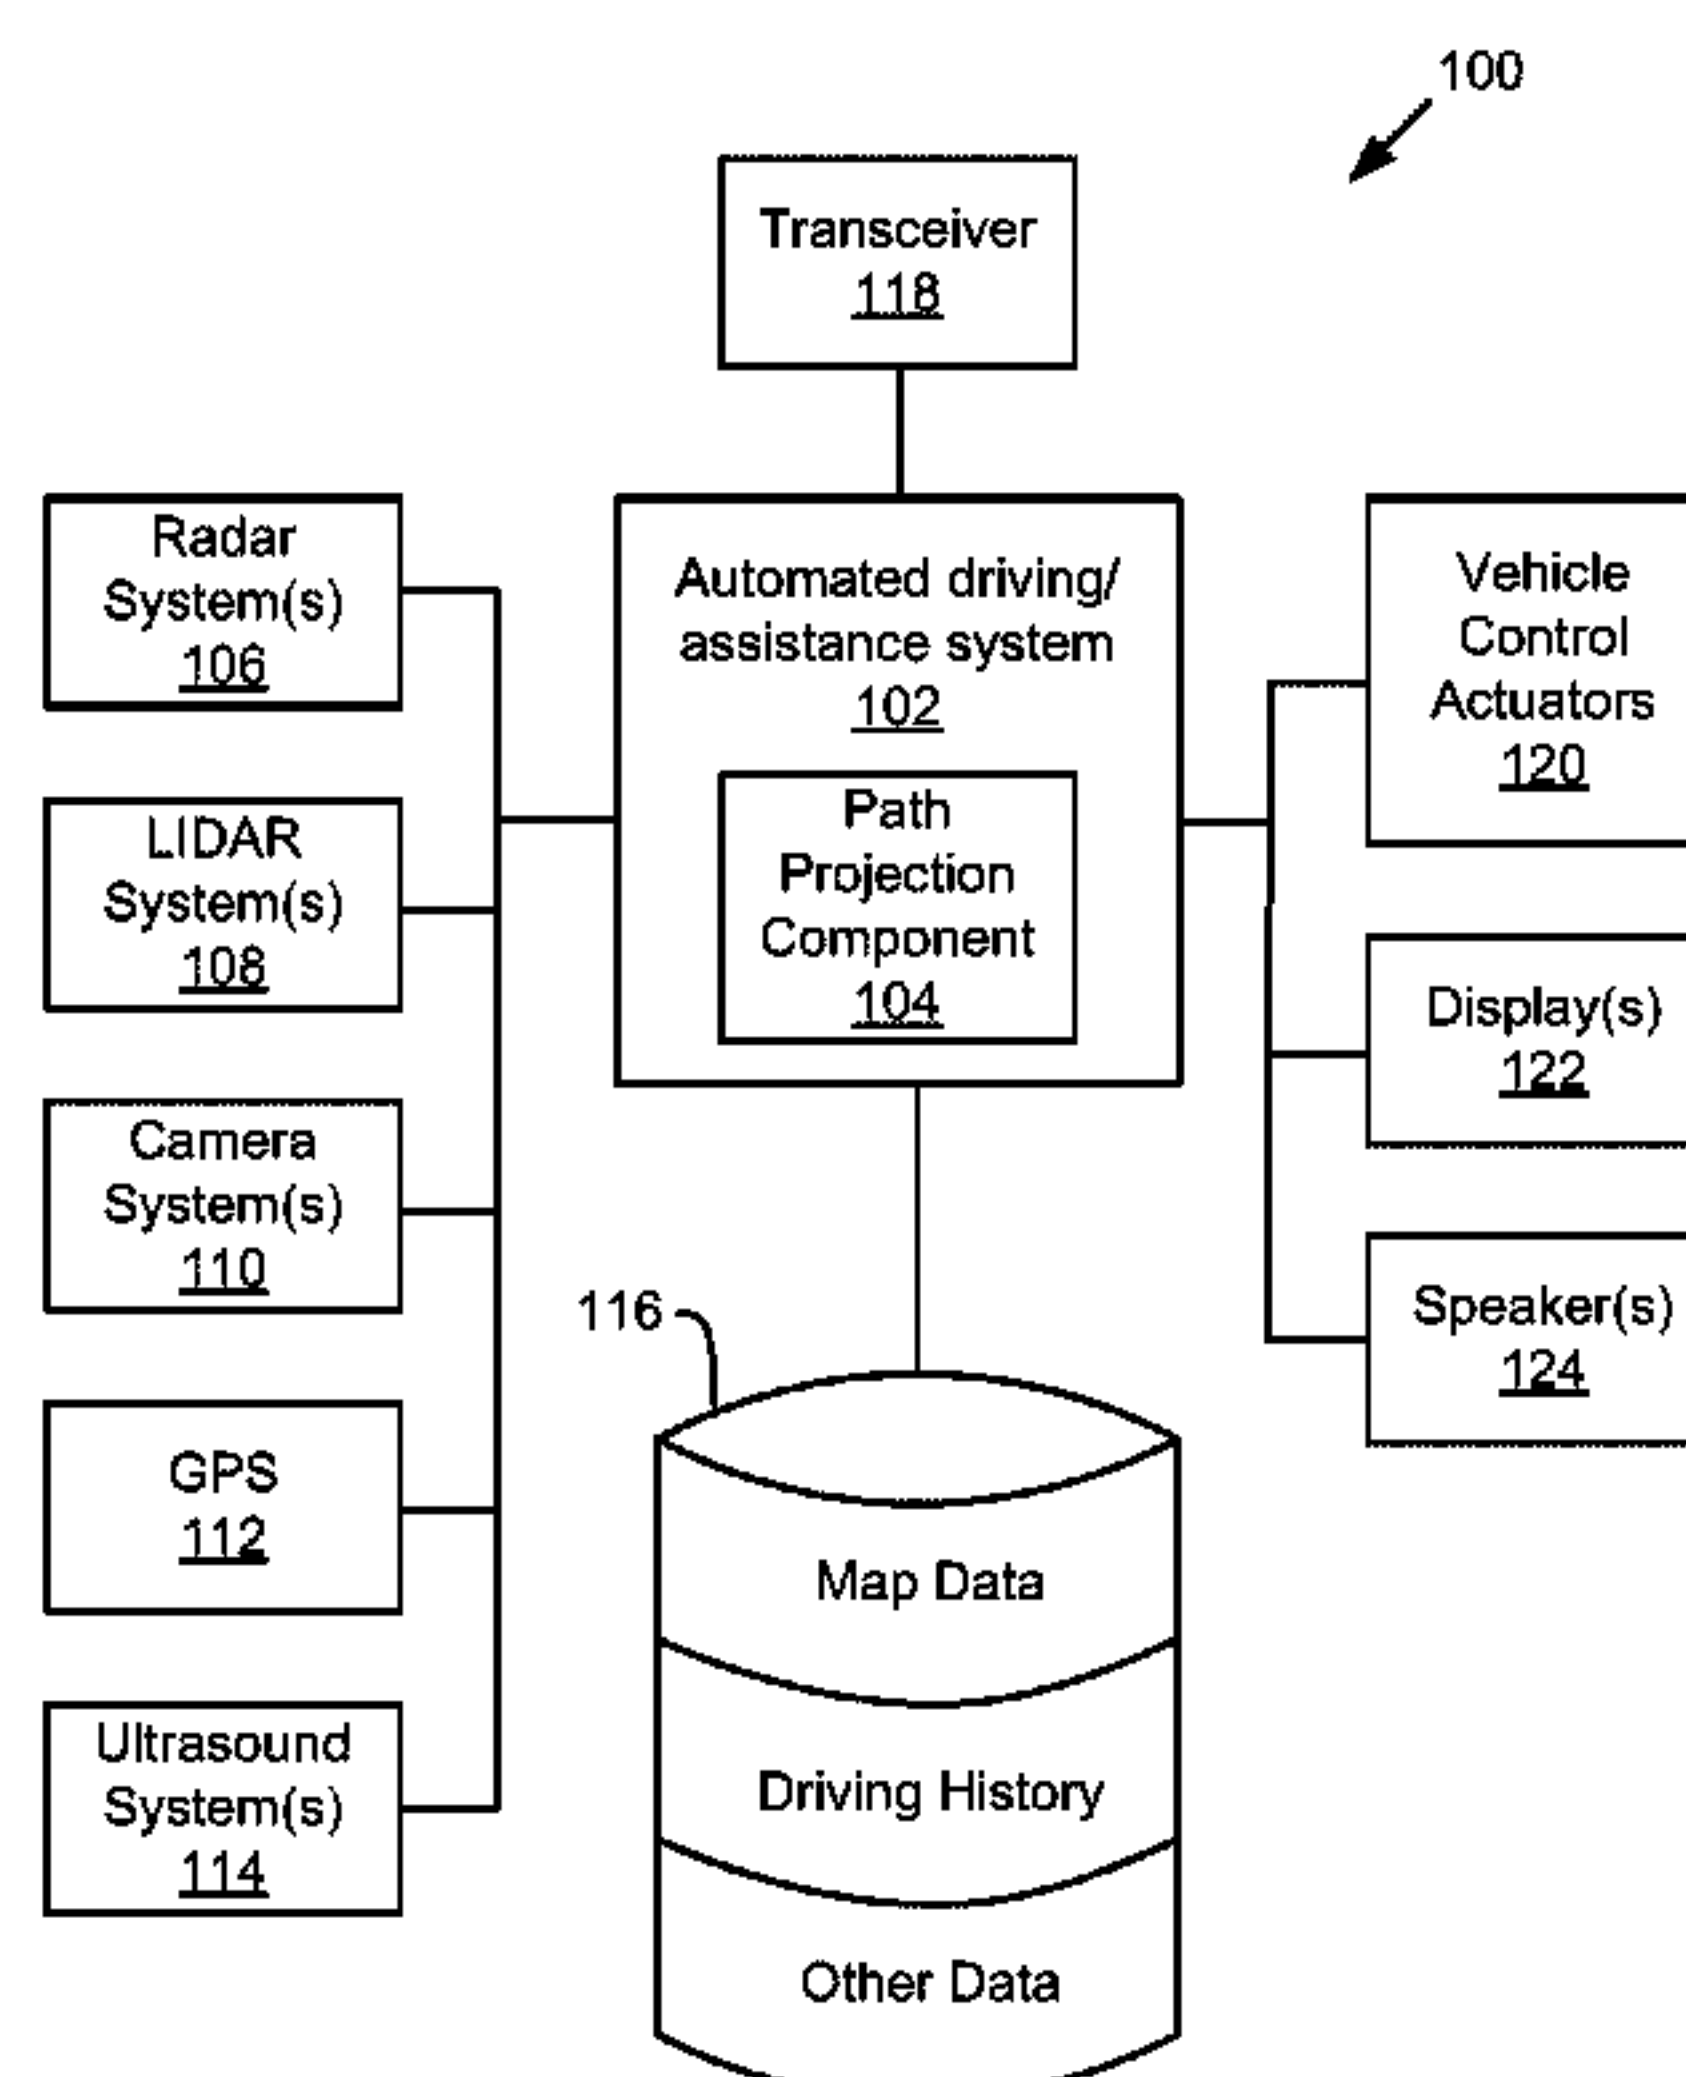 100
Transceiver
118
Radar
System(s)
106
LIDAR
System(s)
108
Camera
System(s)
110
GPS
112
Ultrasound
System(s)
114
Automated driving/
assistance system
102
Path
Projection
Component
104
Vehicle
Control
Actuators
120
Display(s)
122
Speaker(s)
124
116
Map Data
Driving History
Other Data